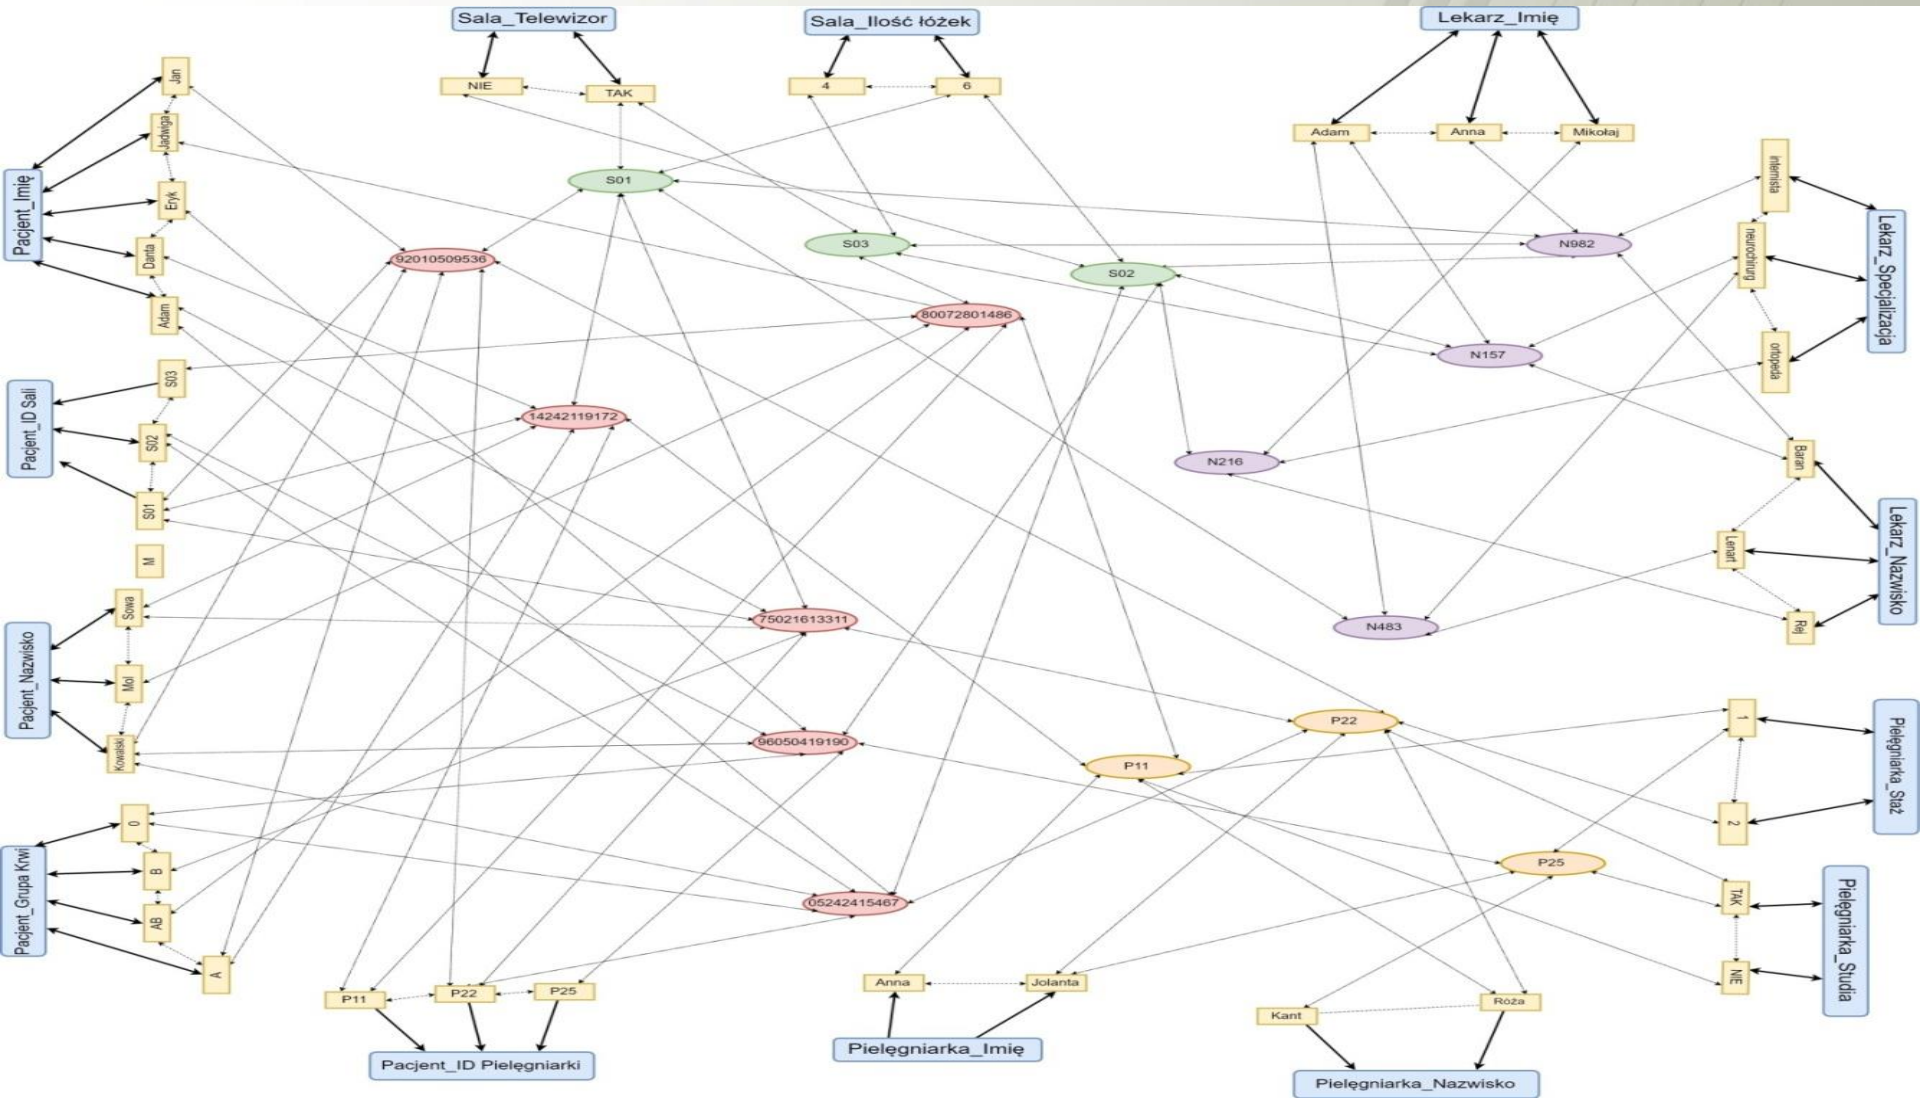 Sala_Telewizor
Sala_Ilość łóżek
Lekarz_Imię
NIE
TAK
4
6
Adam
Anna
Mikołaj
Pacjent_Imię
Jan
Jadwiga
Eryk
Danta
Adam
Pacjent_ID Sali
S03
S02
S01
M
Pacjent_Nazwisko
Sowa
Mol
Kowalski
Pacjent_Grupa Krwi
0
B
AB
A
S01
S03
S02
92010509536
80072801486
14242119172
75021613311
96050419190
05242415467
N982
N157
N216
N483
P22
P11
P25
internista
neurochirurg
ortopeda
Lekarz_Specjalizacja
Baran
Lenart
Rej
Lekarz_Nazwisko
1
2
Pielęgniarka_Staż
TAK
NIE
Pielęgniarka_Studia
P11
P22
P25
Pacjent_ID Pielęgniarki
Anna
Jolanta
Pielęgniarka_Imię
Kant
Róża
Pielęgniarka_Nazwisko